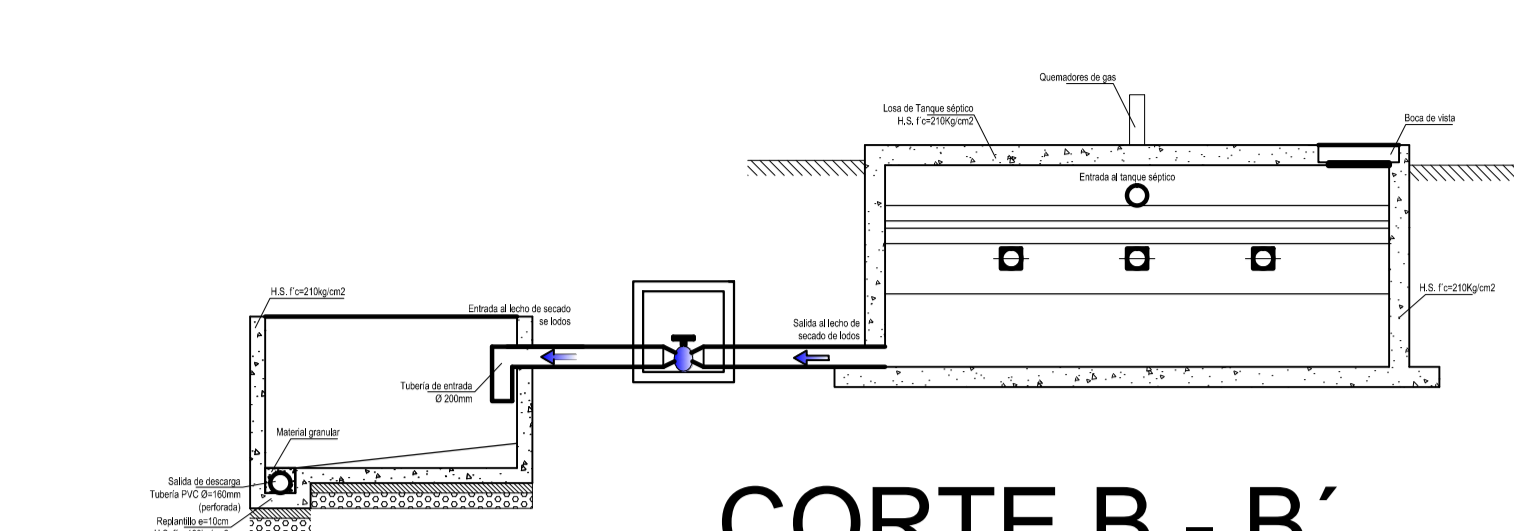 Quemadores de gas
Losa de Tanque séptico
H.S. f´c=210Kg/cm2
Boca de vista
Entrada al tanque séptico
H.S. f´c=210kg/cm2
Entrada al lecho de secado
se lodos
Salida al lecho de
secado de lodos
H.S. f´c=210Kg/cm2
Tubería de entrada
Ø 200mm
Material granular
Salida de descarga
Tubería PVC Ø=160mm
(perforada)
Replantillo e=10cm
CORTE B - B´